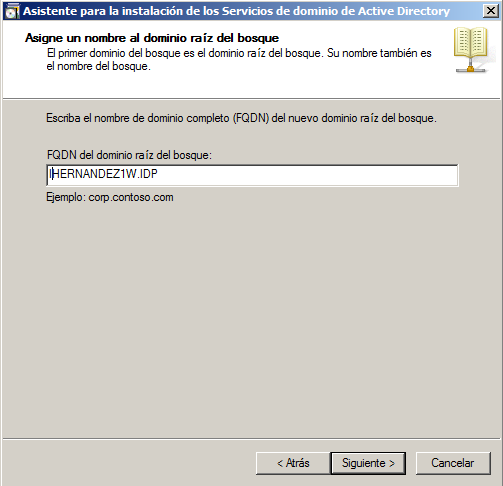 Asistente para la instalación de los Servicios de dominio de Active Directory
Asigne un nombre al dominio raíz del bosque
El primer dominio del bosque es el dominio raíz del bosque. Su nombre también es
el nombre del bosque.
Escriba el nombre de dominio completo (FQDN) del nuevo dominio raíz del bosque.
FQDN del dominio raíz del bosque:
IHERNANDEZ1W.IDP
Ejemplo: corp.contoso.com
< Atrás
Siguiente >
Cancelar